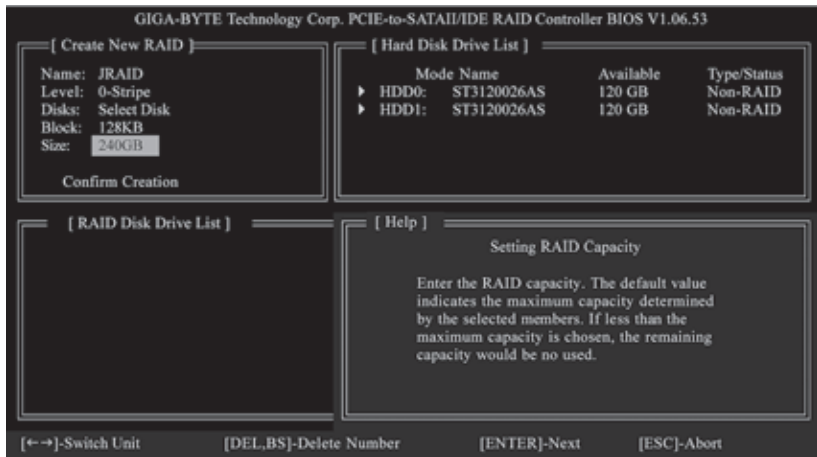 GIGA-BYTE Technology Corp. PCIE-to-SATAII/IDE RAID Controller BIOS V1.06.53
[ Create New RAID ]
Name: JRAID
Level: 0-Stripe
Disks: Select Disk
Block: 128KB
Size: 240GB
Confirm Creation
[ Hard Disk Drive List ]
Mode Name Available Type/Status
HDD0: ST3120026AS 120 GB Non-RAID
HDD1: ST3120026AS 120 GB Non-RAID
[ RAID Disk Drive List ]
[ Help ]
Setting RAID Capacity
Enter the RAID capacity. The default value
indicates the maximum capacity determined
by the selected members. If less than the
maximum capacity is chosen, the remaining
capacity would be no used.
[←→]-Switch Unit [DEL,BS]-Delete Number [ENTER]-Next [ESC]-Abort